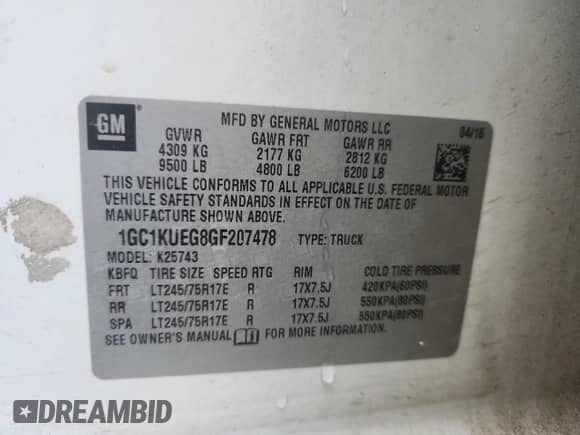 GM
MFD BY GENERAL MOTORS LLC
04/16
GVWR GAWR FRT GAWR RR
4309 KG 2177 KG 2812 KG
9500 LB 4800 LB 6200 LB
THIS VEHICLE CONFORMS TO ALL APPLICABLE U.S. FEDERAL MOTOR
VEHICLE SAFETY STANDARDS IN EFFECT ON THE DATE OF
MANUFACTURE SHOWN ABOVE.
1GC1KUEG8GF207478 TYPE: TRUCK
MODEL: K25743
KBFQ TIRE SIZE SPEED RTG RIM COLD TIRE PRESSURE
FRT LT245/75R17E R 17X7.5J 420KPA(60PSI)
RR LT245/75R17E R 17X7.5J 550KPA(80PSI)
SPA LT245/75R17E R 17X7.5J 550KPA(80PSI)
SEE OWNER'S MANUAL FOR MORE INFORMATION.
DREAMBID